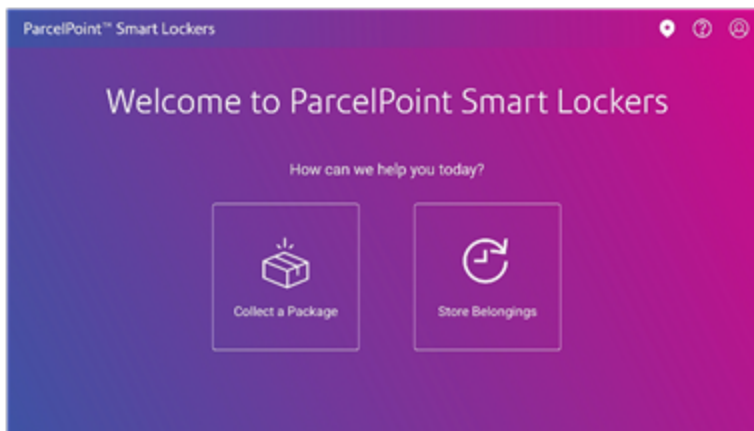 ParcelPoint™ Smart Lockers
Welcome to ParcelPoint Smart Lockers
How can we help you today?
Collect a Package
Store Belongings